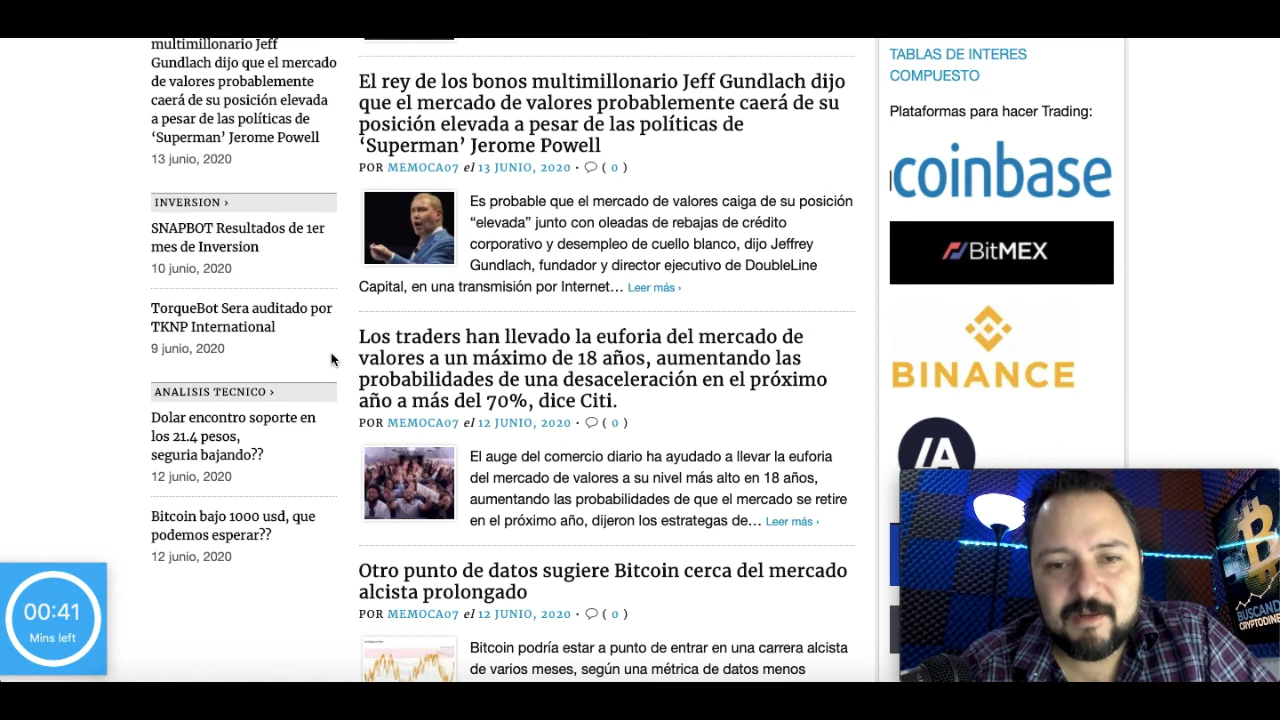 multimillonario Jeff
Gundlach dijo que el mercado
de valores probablemente
caerá de su posición elevada
a pesar de las políticas de
‘Superman’ Jerome Powell
13 junio, 2020
INVERSION ›
SNAPBOT Resultados de 1er
mes de Inversion
10 junio, 2020
TorqueBot Sera auditado por
TKNP International
9 junio, 2020
ANALISIS TECNICO ›
Dolar encontro soporte en
los 21.4 pesos,
seguria bajando??
12 junio, 2020
Bitcoin bajo 1000 usd, que
podemos esperar??
12 junio, 2020
00:41
Mins left
El rey de los bonos multimillonario Jeff Gundlach dijo
que el mercado de valores probablemente caerá de su
posición elevada a pesar de las políticas de
‘Superman’ Jerome Powell
POR MEMOCA07 el 13 JUNIO, 2020 • ( 0 )
Es probable que el mercado de valores caiga de su posición
“elevada” junto con oleadas de rebajas de crédito
corporativo y desempleo de cuello blanco, dijo Jeffrey
Gundlach, fundador y director ejecutivo de DoubleLine
Capital, en una transmisión por Internet… Leer más ›
Los traders han llevado la euforia del mercado de
valores a un máximo de 18 años, aumentando las
probabilidades de una desaceleración en el próximo
año a más del 70%, dice Citi.
POR MEMOCA07 el 12 JUNIO, 2020 • ( 0 )
El auge del comercio diario ha ayudado a llevar la euforia
del mercado de valores a su nivel más alto en 18 años,
aumentando las probabilidades de que el mercado se retire
en el próximo año, dijeron los estrategas de… Leer más ›
Otro punto de datos sugiere Bitcoin cerca del mercado
alcista prolongado
POR MEMOCA07 el 12 JUNIO, 2020 • ( 0 )
Bitcoin podría estar a punto de entrar en una carrera alcista
de varios meses, según una métrica de datos menos
TABLAS DE INTERES
COMPUESTO
Plataformas para hacer Trading:
coinbase
BitMEX
BINANCE
BUSCAND
CRYPTODINE